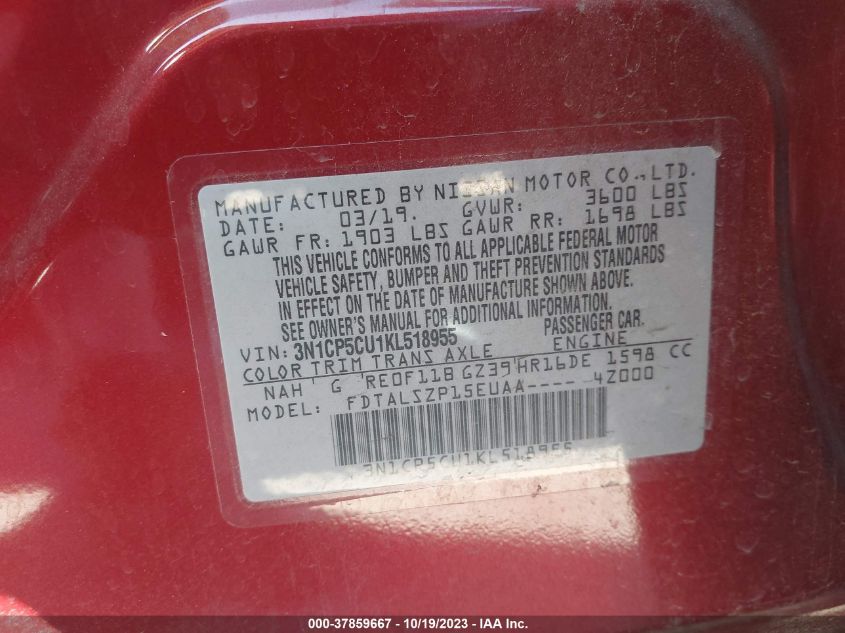 MANUFACTURED BY NISSAN MOTOR CO.,LTD.
DATE: 03/19. GVWR: 3600 LBS
GAWR FR: 1903 LBS GAWR RR: 1698 LBS
THIS VEHICLE CONFORMS TO ALL APPLICABLE FEDERAL MOTOR
VEHICLE SAFETY, BUMPER AND THEFT PREVENTION STANDARDS
IN EFFECT ON THE DATE OF MANUFACTURE SHOWN ABOVE.
SEE OWNER'S MANUAL FOR ADDITIONAL INFORMATION.
VIN: 3N1CP5CU1KL518955 PASSENGER CAR.
COLOR TRIM TRANS AXLE ENGINE
NAH G RE0F11B GZ39 HR16DE 1598 CC
MODEL: FDTALSZP15EUAA---- 4Z000
3N1CP5CU1KL518955
000-37859667 - 10/19/2023 - IAA Inc.